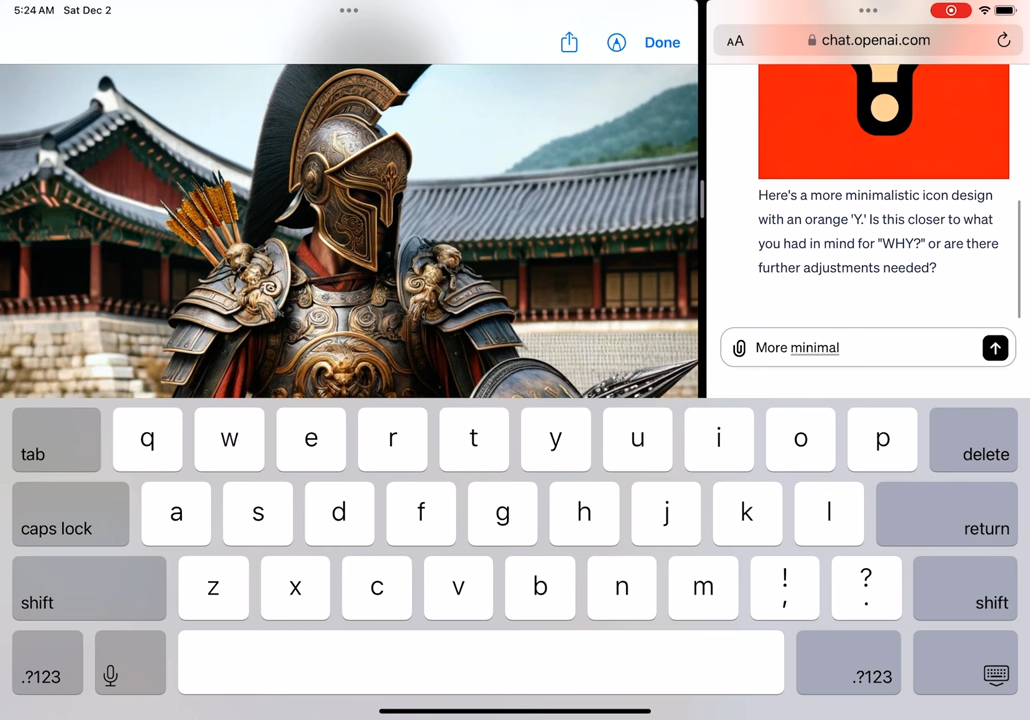 5:24 AM Sat Dec 2
Done
AA
chat.openai.com
Here's a more minimalistic icon design
with an orange 'Y.' Is this closer to what
you had in mind for "WHY?" or are there
further adjustments needed?
More minimal
tab
q w e r t y u i o p
delete
caps lock
a s d f g h j k l
return
shift
z x c v b n m ! , ? .
shift
.?123
.?123